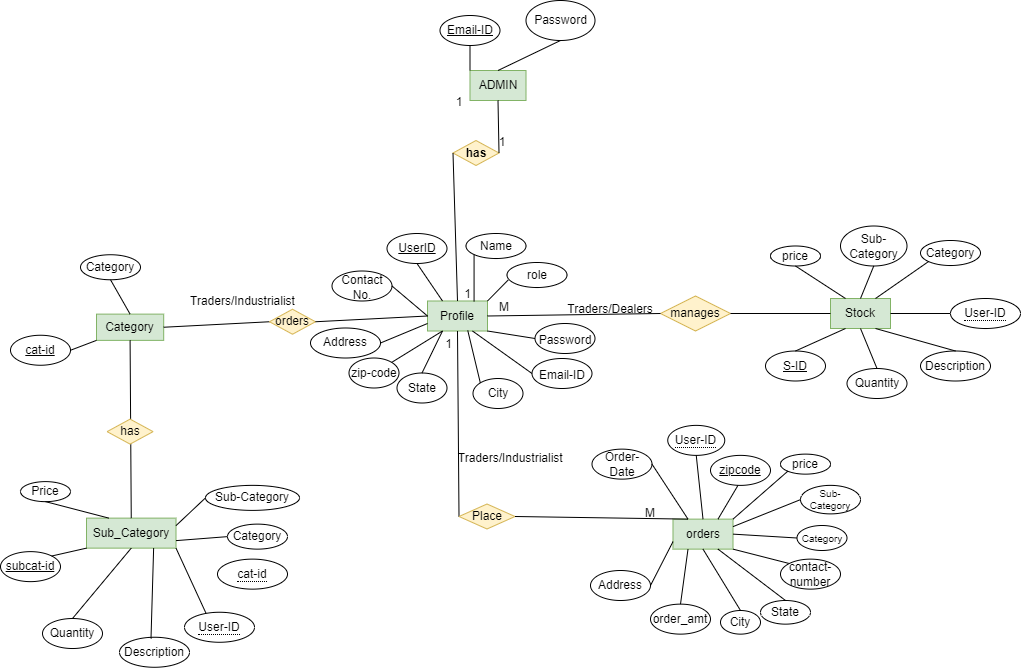 Password
Email-ID
ADMIN
1
1
has
UserID
Name
Contact
No.
role
1
M
Profile
1
Address
zip-code
State
City
Email-ID
Password
Traders/Industrialist
orders
Category
Category
cat-id
has
Price
Sub-Category
Sub_Category
Category
subcat-id
cat-id
Quantity
User-ID
Description
Traders/Dealers
manages
price
Sub-
Category
Category
Stock
User-ID
S-ID
Quantity
Description
Traders/Industrialist
Place
M
Order-
Date
User-ID
zipcode
price
Sub-
Category
orders
Category
contact-
number
Address
order_amt
City
State